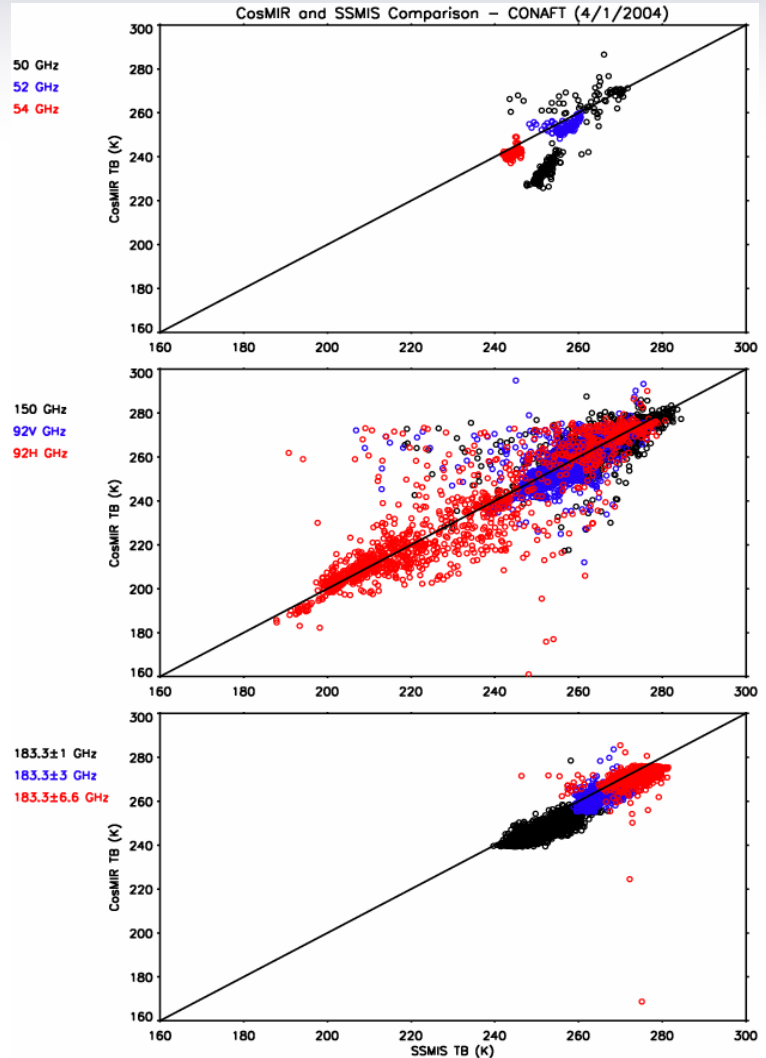 CosMIR and SSMIS Comparison – CONAFT (4/1/2004)
50 GHz
52 GHz
54 GHz
300
280
260
240
220
200
180
160
CosMIR TB (K)
160 200 220 240 260 280 300
150 GHz
92V GHz
92H GHz
300
280
260
240
220
200
180
160
CosMIR TB (K)
160 200 220 240 260 280 300
183.3±1 GHz
183.3±3 GHz
183.3±6.6 GHz
300
280
260
240
220
200
180
160
CosMIR TB (K)
160 200 220 240 260 280 300
SSMIS TB (K)